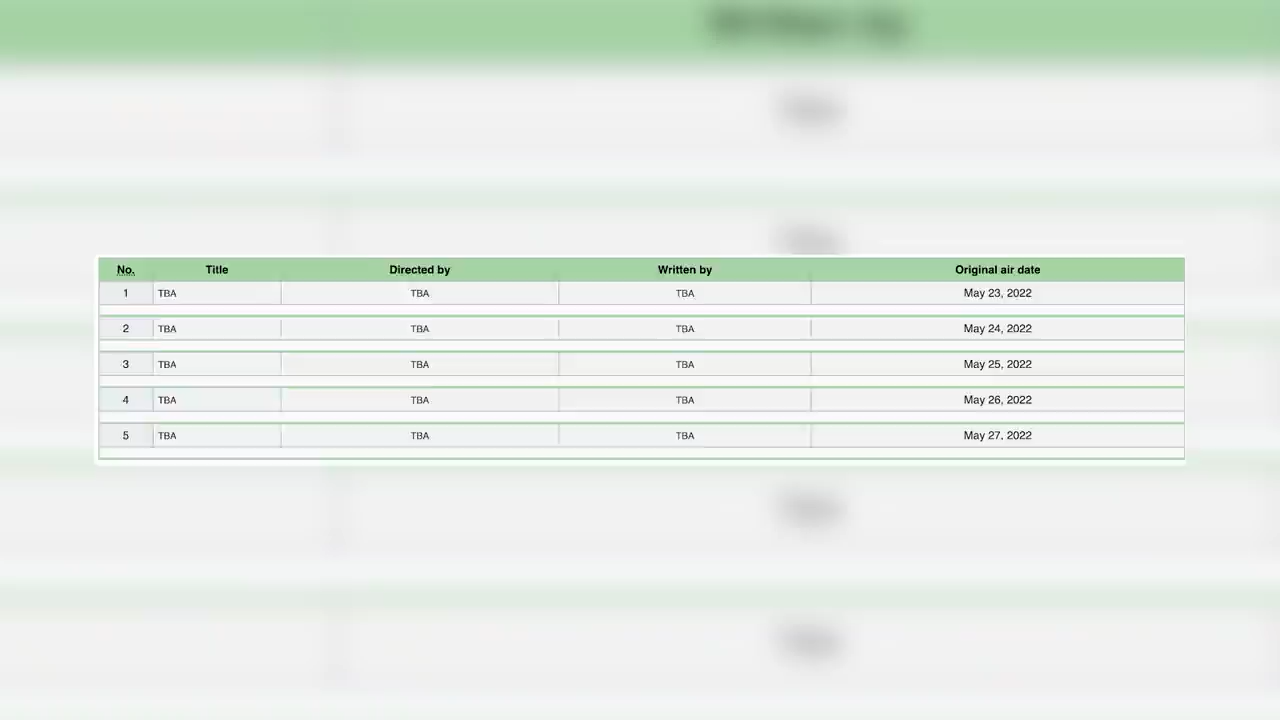 No. Title Directed by Written by Original air date
1 TBA TBA TBA May 23, 2022
2 TBA TBA TBA May 24, 2022
3 TBA TBA TBA May 25, 2022
4 TBA TBA TBA May 26, 2022
5 TBA TBA TBA May 27, 2022